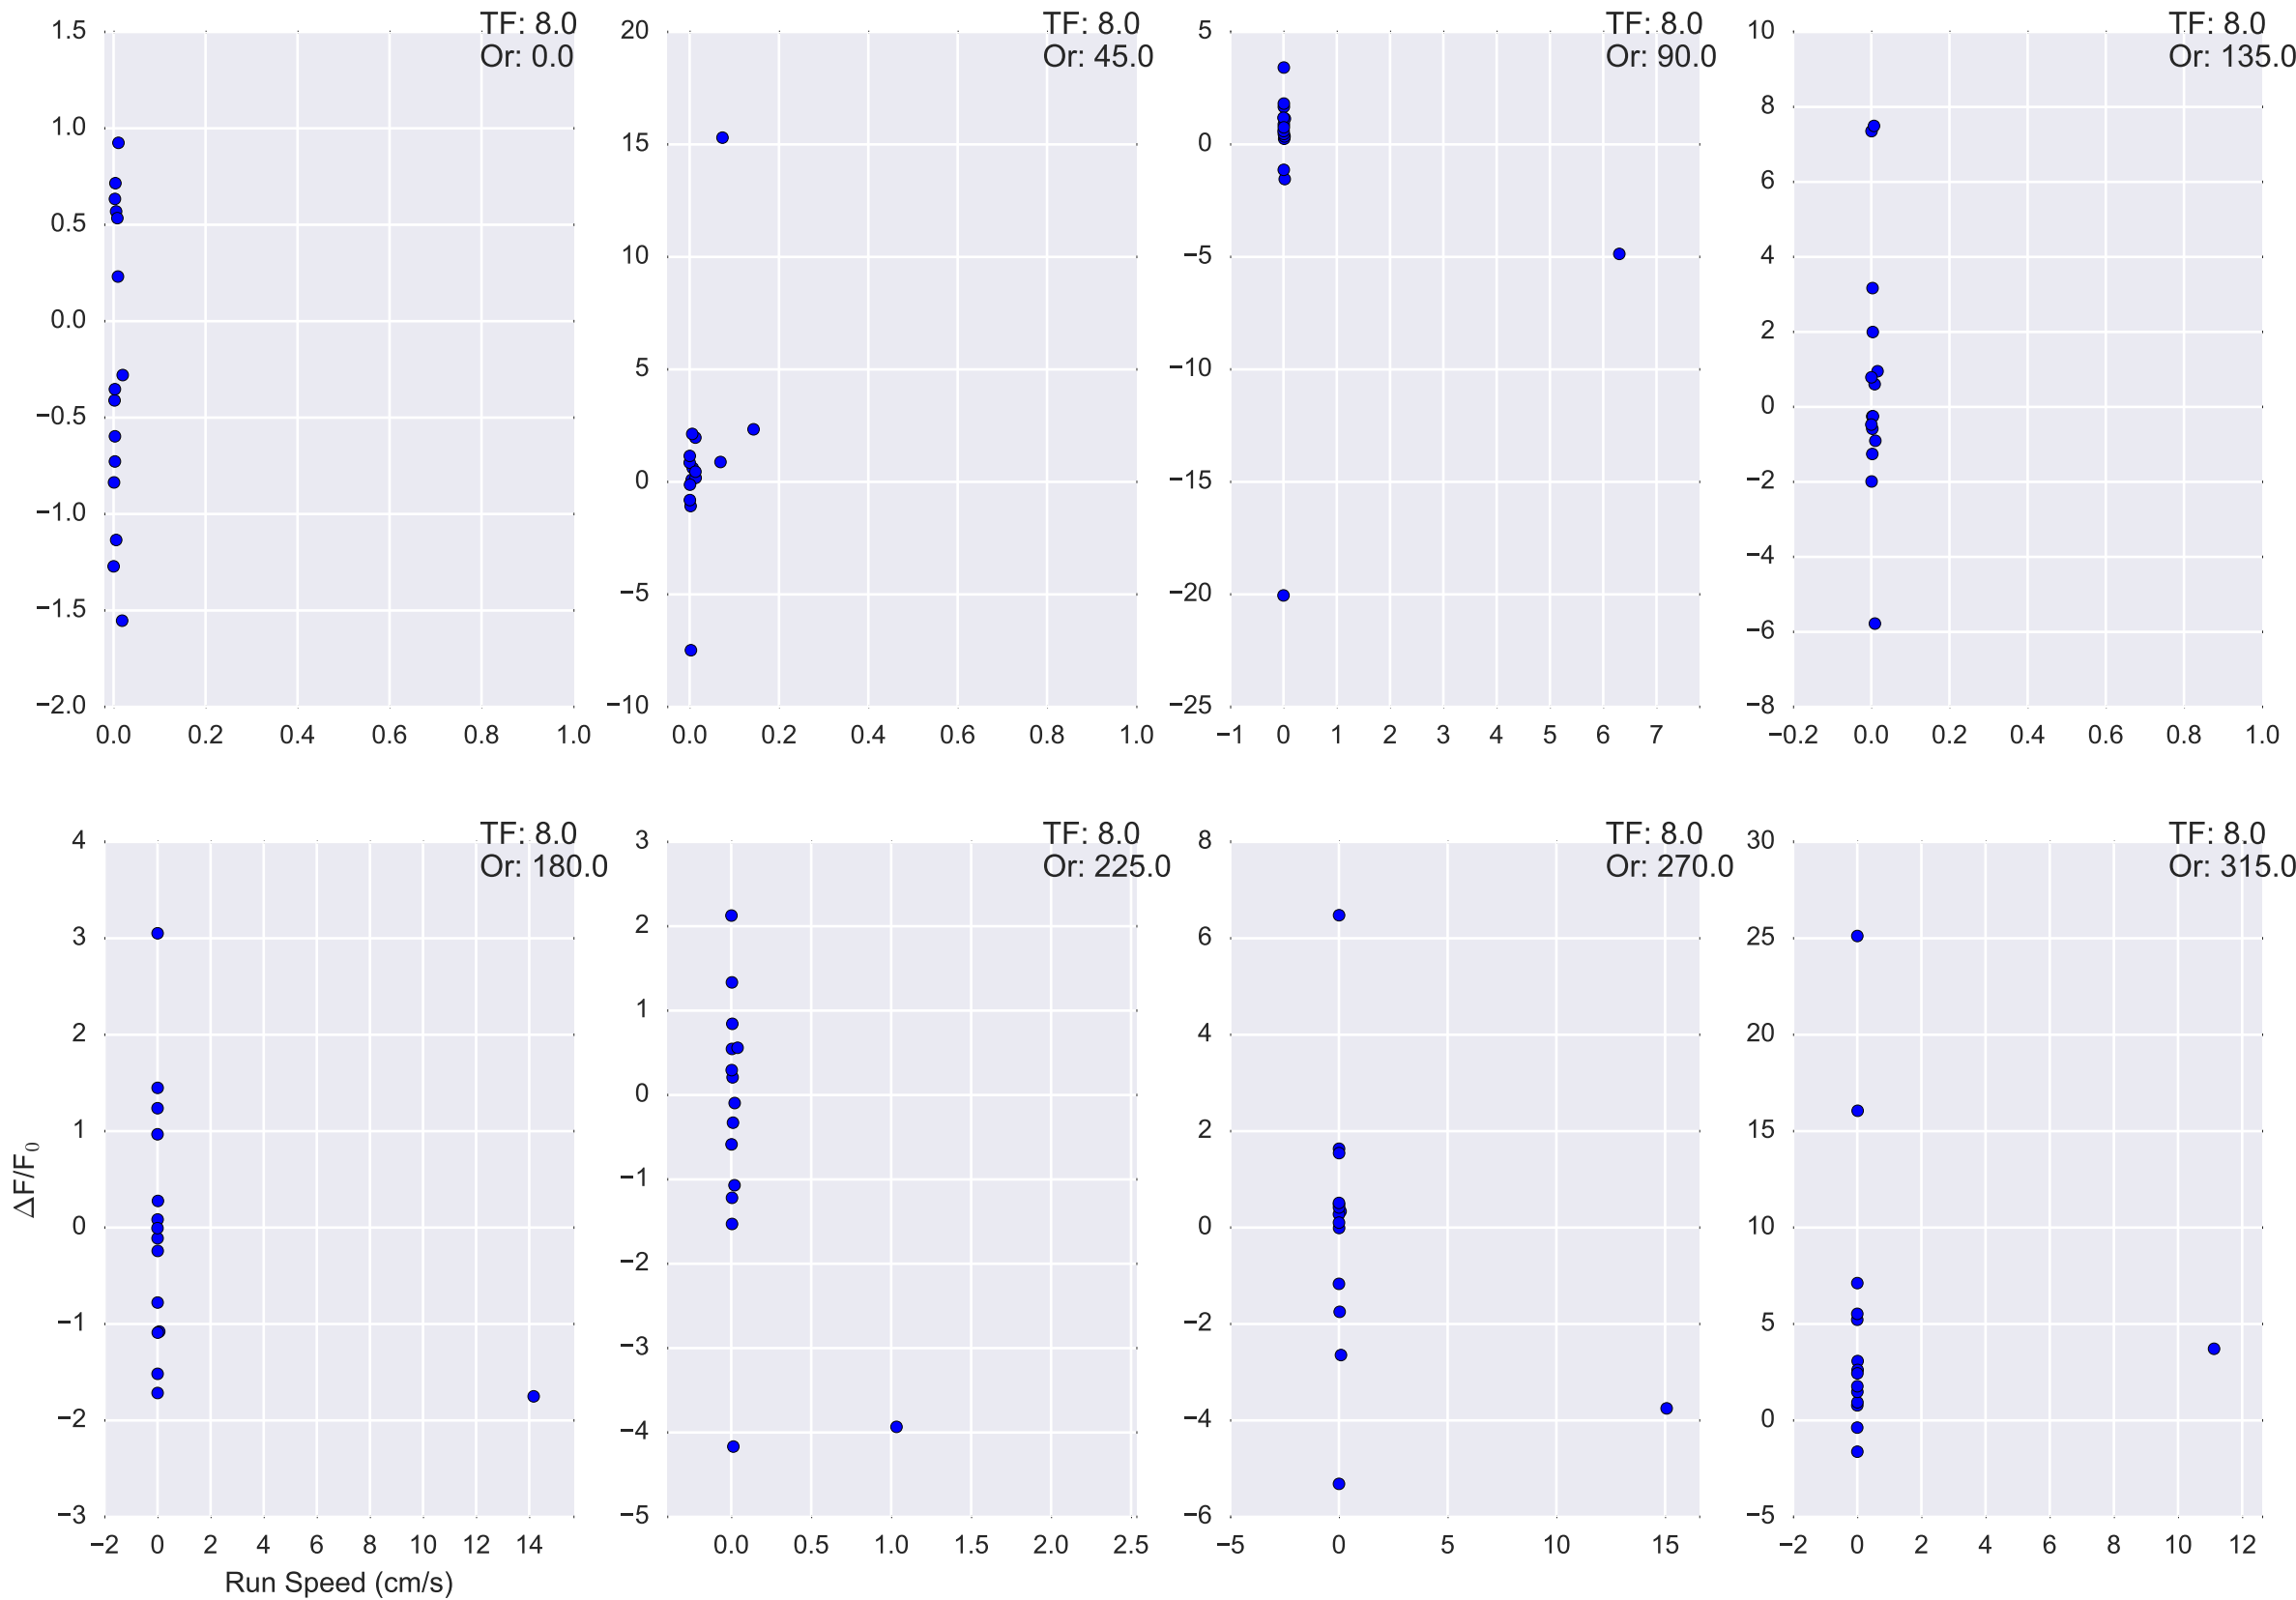 TF: 8.0
Or: 0.0
1.5
1.0
0.5
0.0
−0.5
−1.0
−1.5
−2.0
0.0 0.2 0.4 0.6 0.8 1.0
TF: 8.0
Or: 45.0
20
15
10
5
0
−5
−10
0.0 0.2 0.4 0.6 0.8 1.0
TF: 8.0
Or: 90.0
5
0
−5
−10
−15
−20
−25
−1 0 1 2 3 4 5 6 7
TF: 8.0
Or: 135.0
10
8
6
4
2
0
−2
−4
−6
−8
−0.2 0.0 0.2 0.4 0.6 0.8 1.0
TF: 8.0
Or: 180.0
4
3
2
1
0
−1
−2
−3
−2 0 2 4 6 8 10 12 14
ΔF/F₀
Run Speed (cm/s)
TF: 8.0
Or: 225.0
3
2
1
0
−1
−2
−3
−4
−5
0.0 0.5 1.0 1.5 2.0 2.5
TF: 8.0
Or: 270.0
8
6
4
2
0
−2
−4
−6
−5 0 5 10 15
TF: 8.0
Or: 315.0
30
25
20
15
10
5
0
−5
−2 0 2 4 6 8 10 12